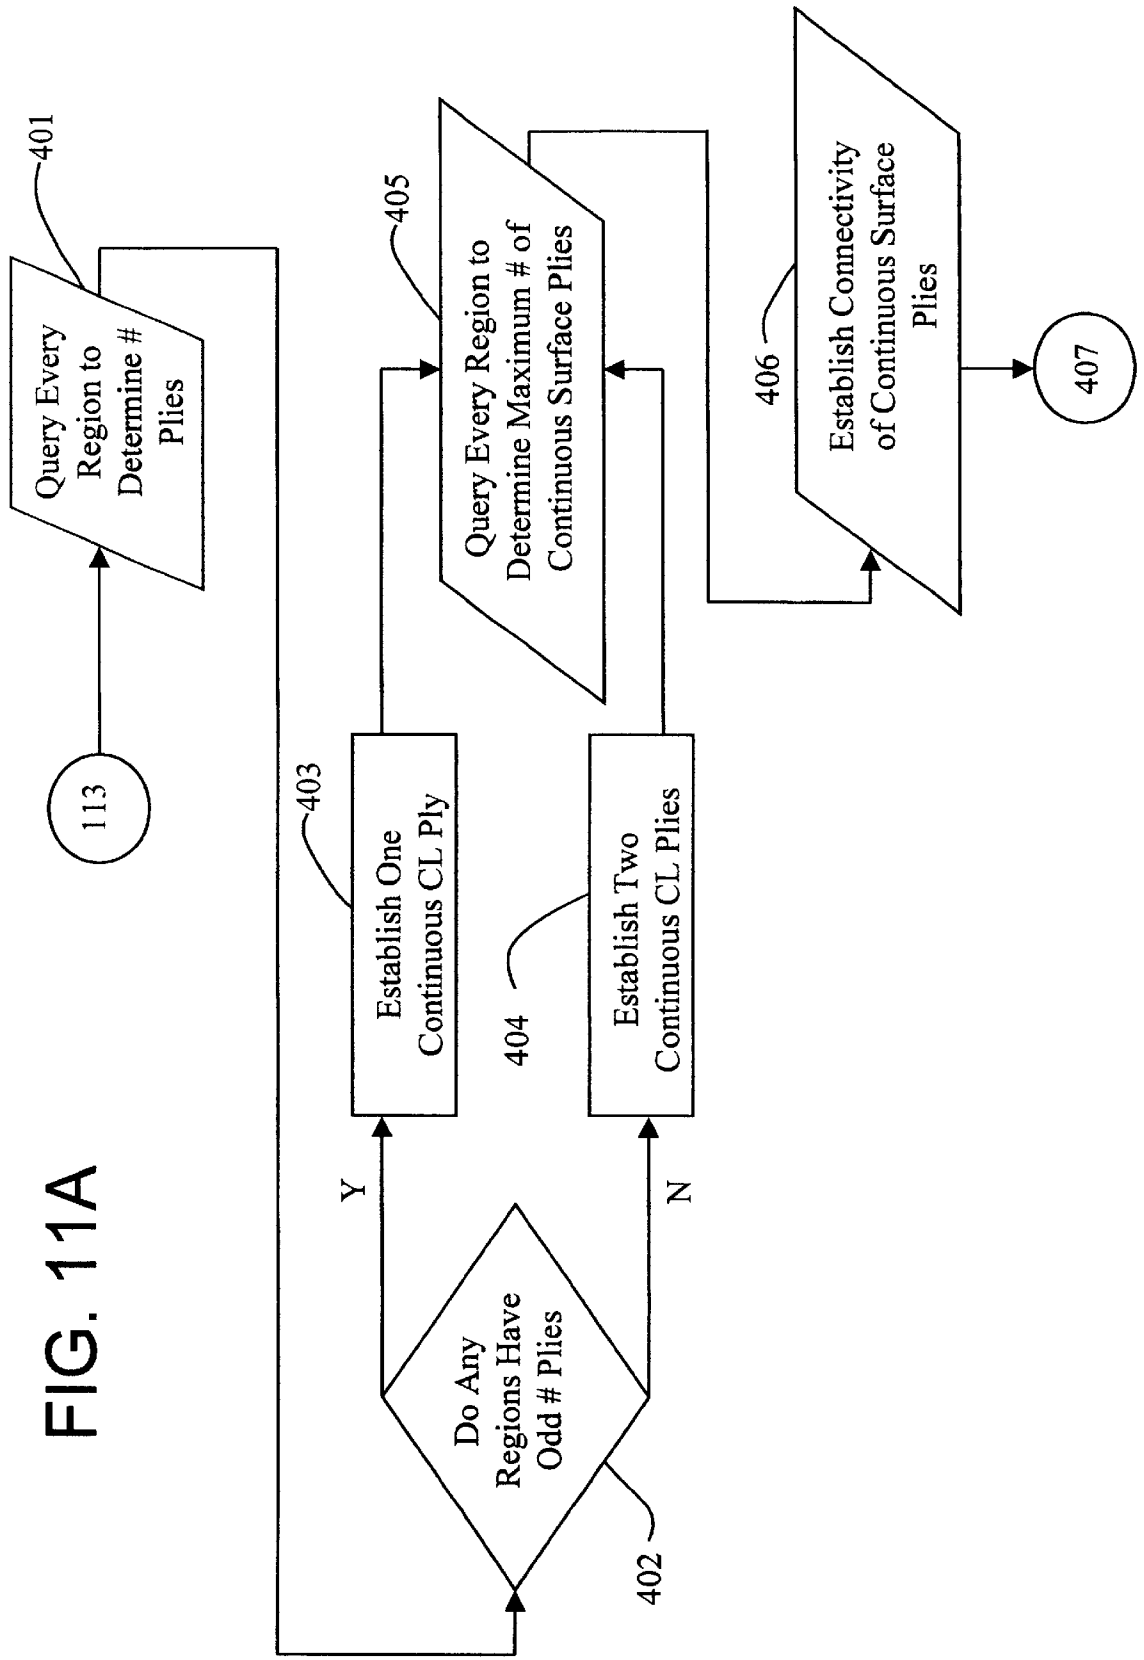 FIG. 11A
113
401
Query Every
Region to
Determine #
Plies
402
Do Any
Regions Have
Odd # Plies
Y
N
403
Establish One
Continuous CL Ply
404
Establish Two
Continuous CL Plies
405
Query Every Region to
Determine Maximum # of
Continuous Surface Plies
406
Establish Connectivity
of Continuous Surface
Plies
407